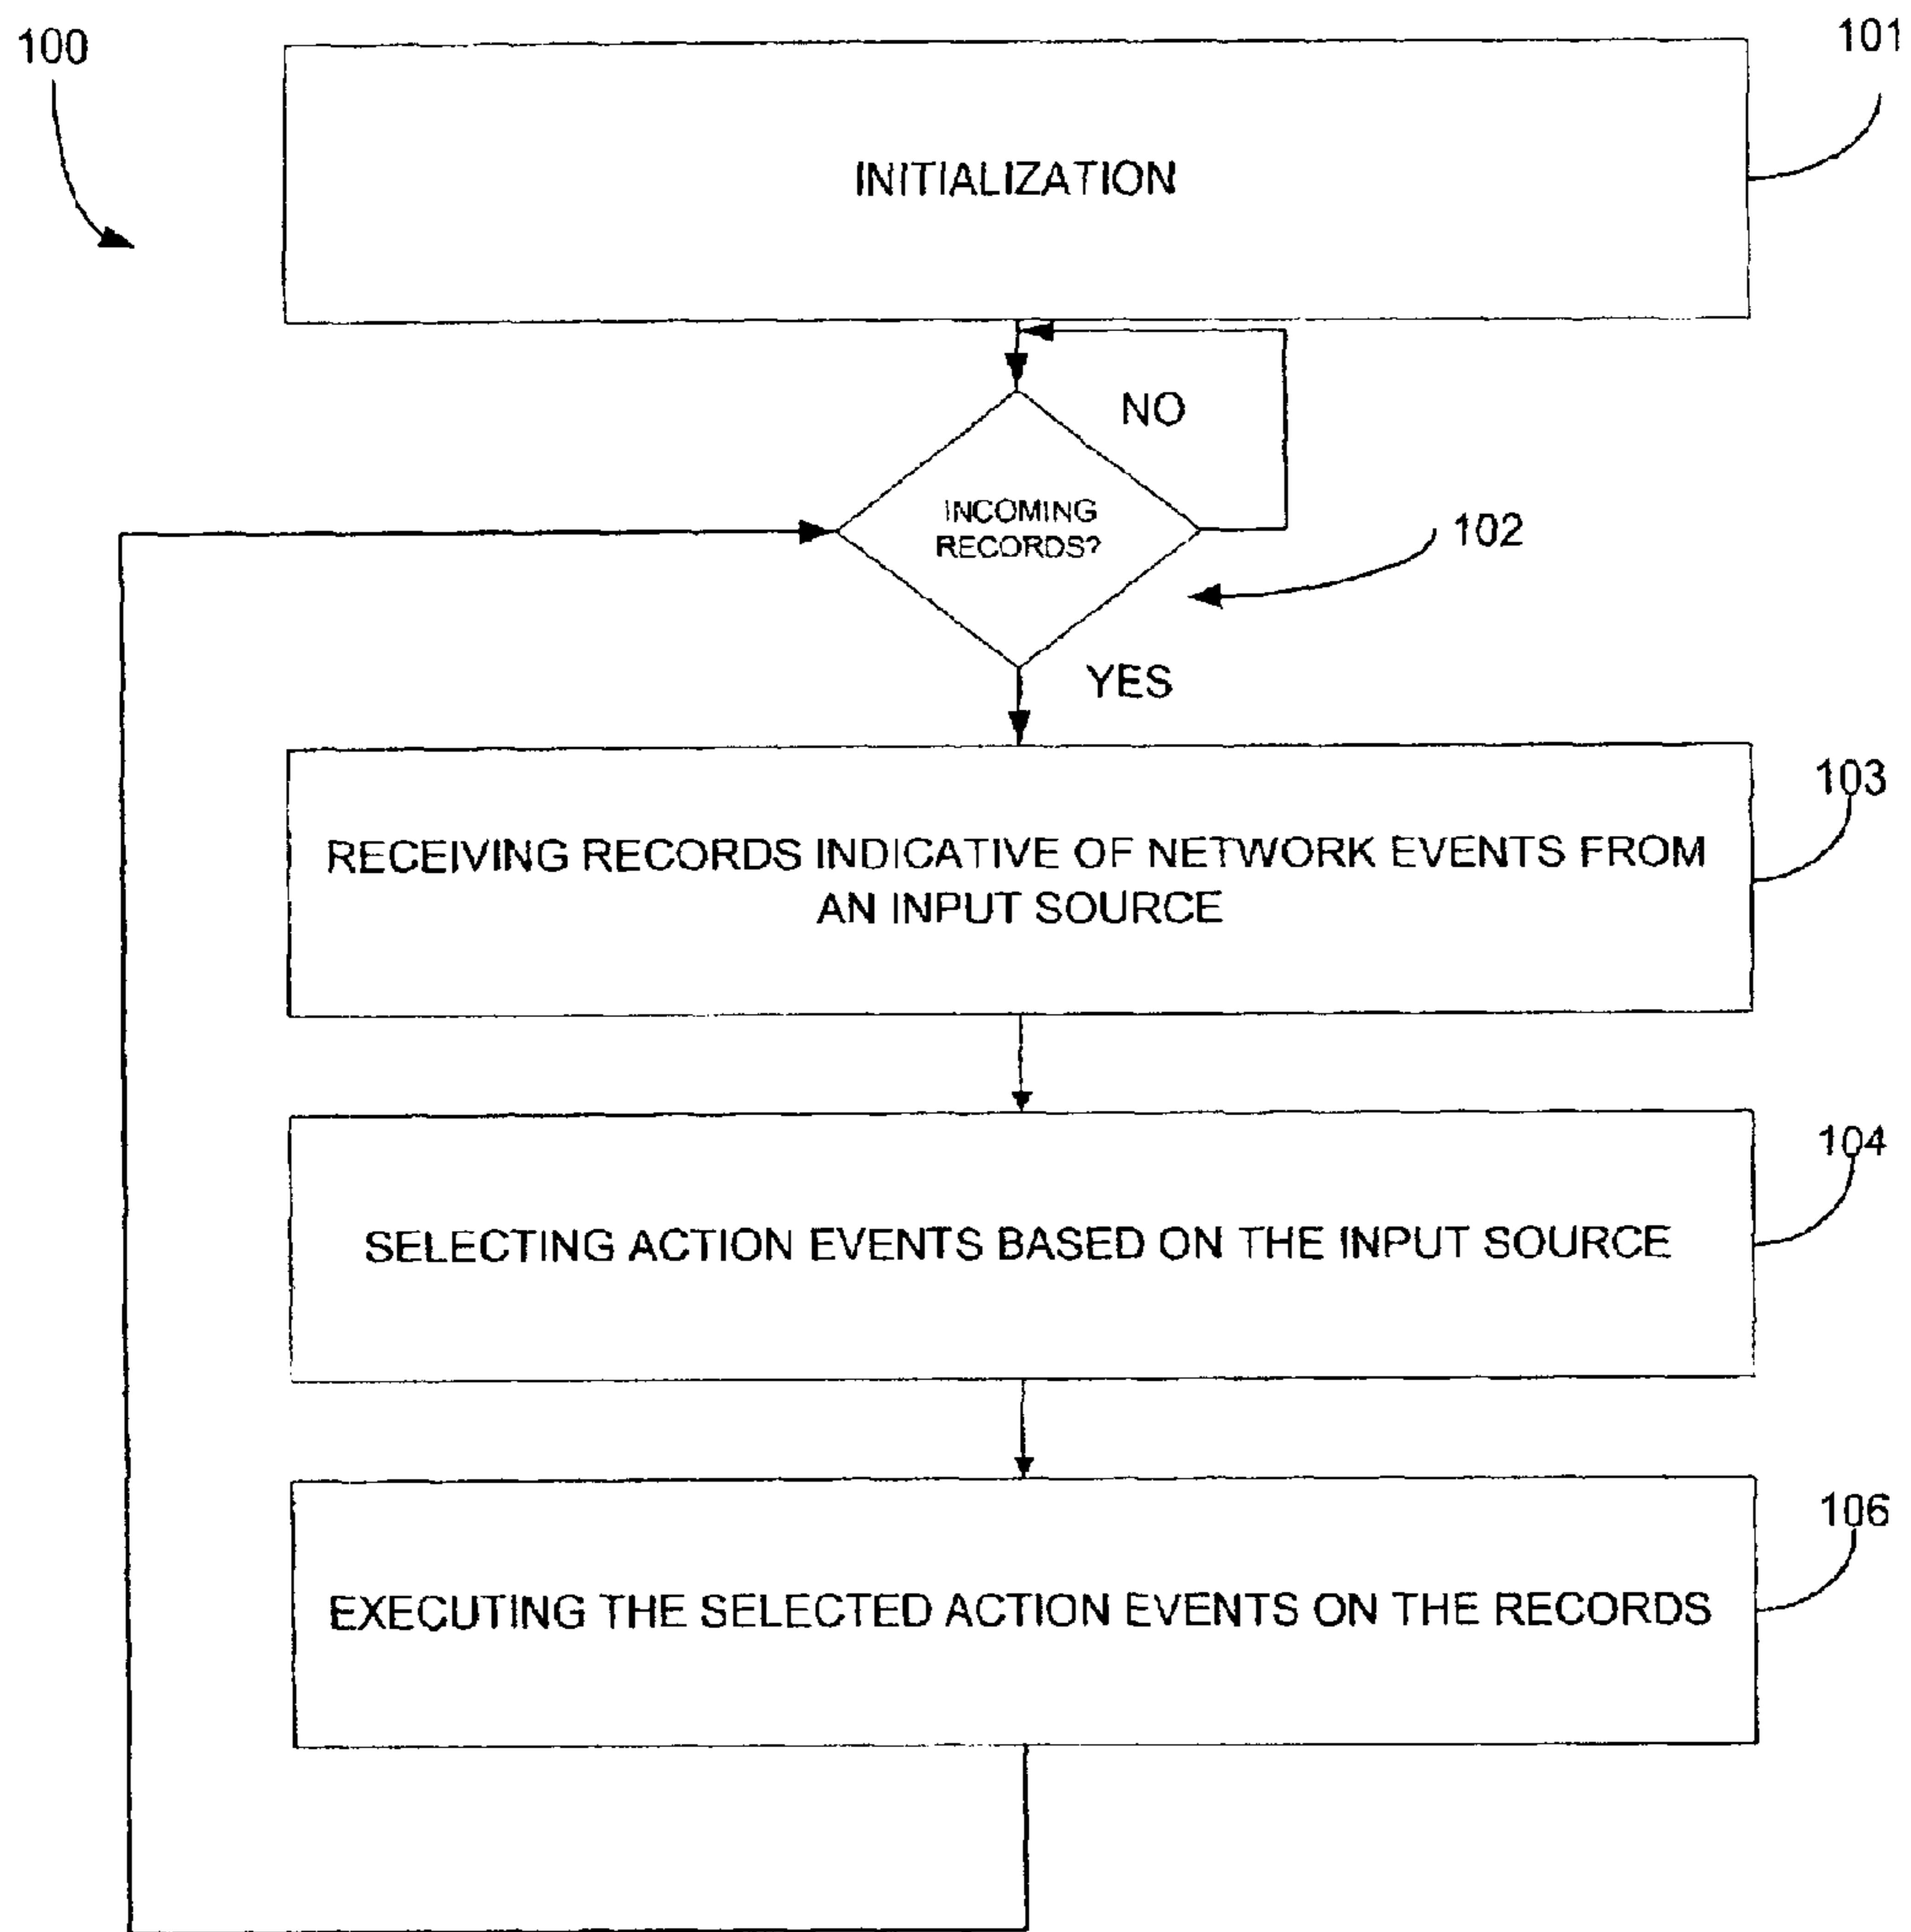 100
101
INITIALIZATION
NO
INCOMING
RECORDS?
102
YES
103
RECEIVING RECORDS INDICATIVE OF NETWORK EVENTS FROM
AN INPUT SOURCE
104
SELECTING ACTION EVENTS BASED ON THE INPUT SOURCE
106
EXECUTING THE SELECTED ACTION EVENTS ON THE RECORDS